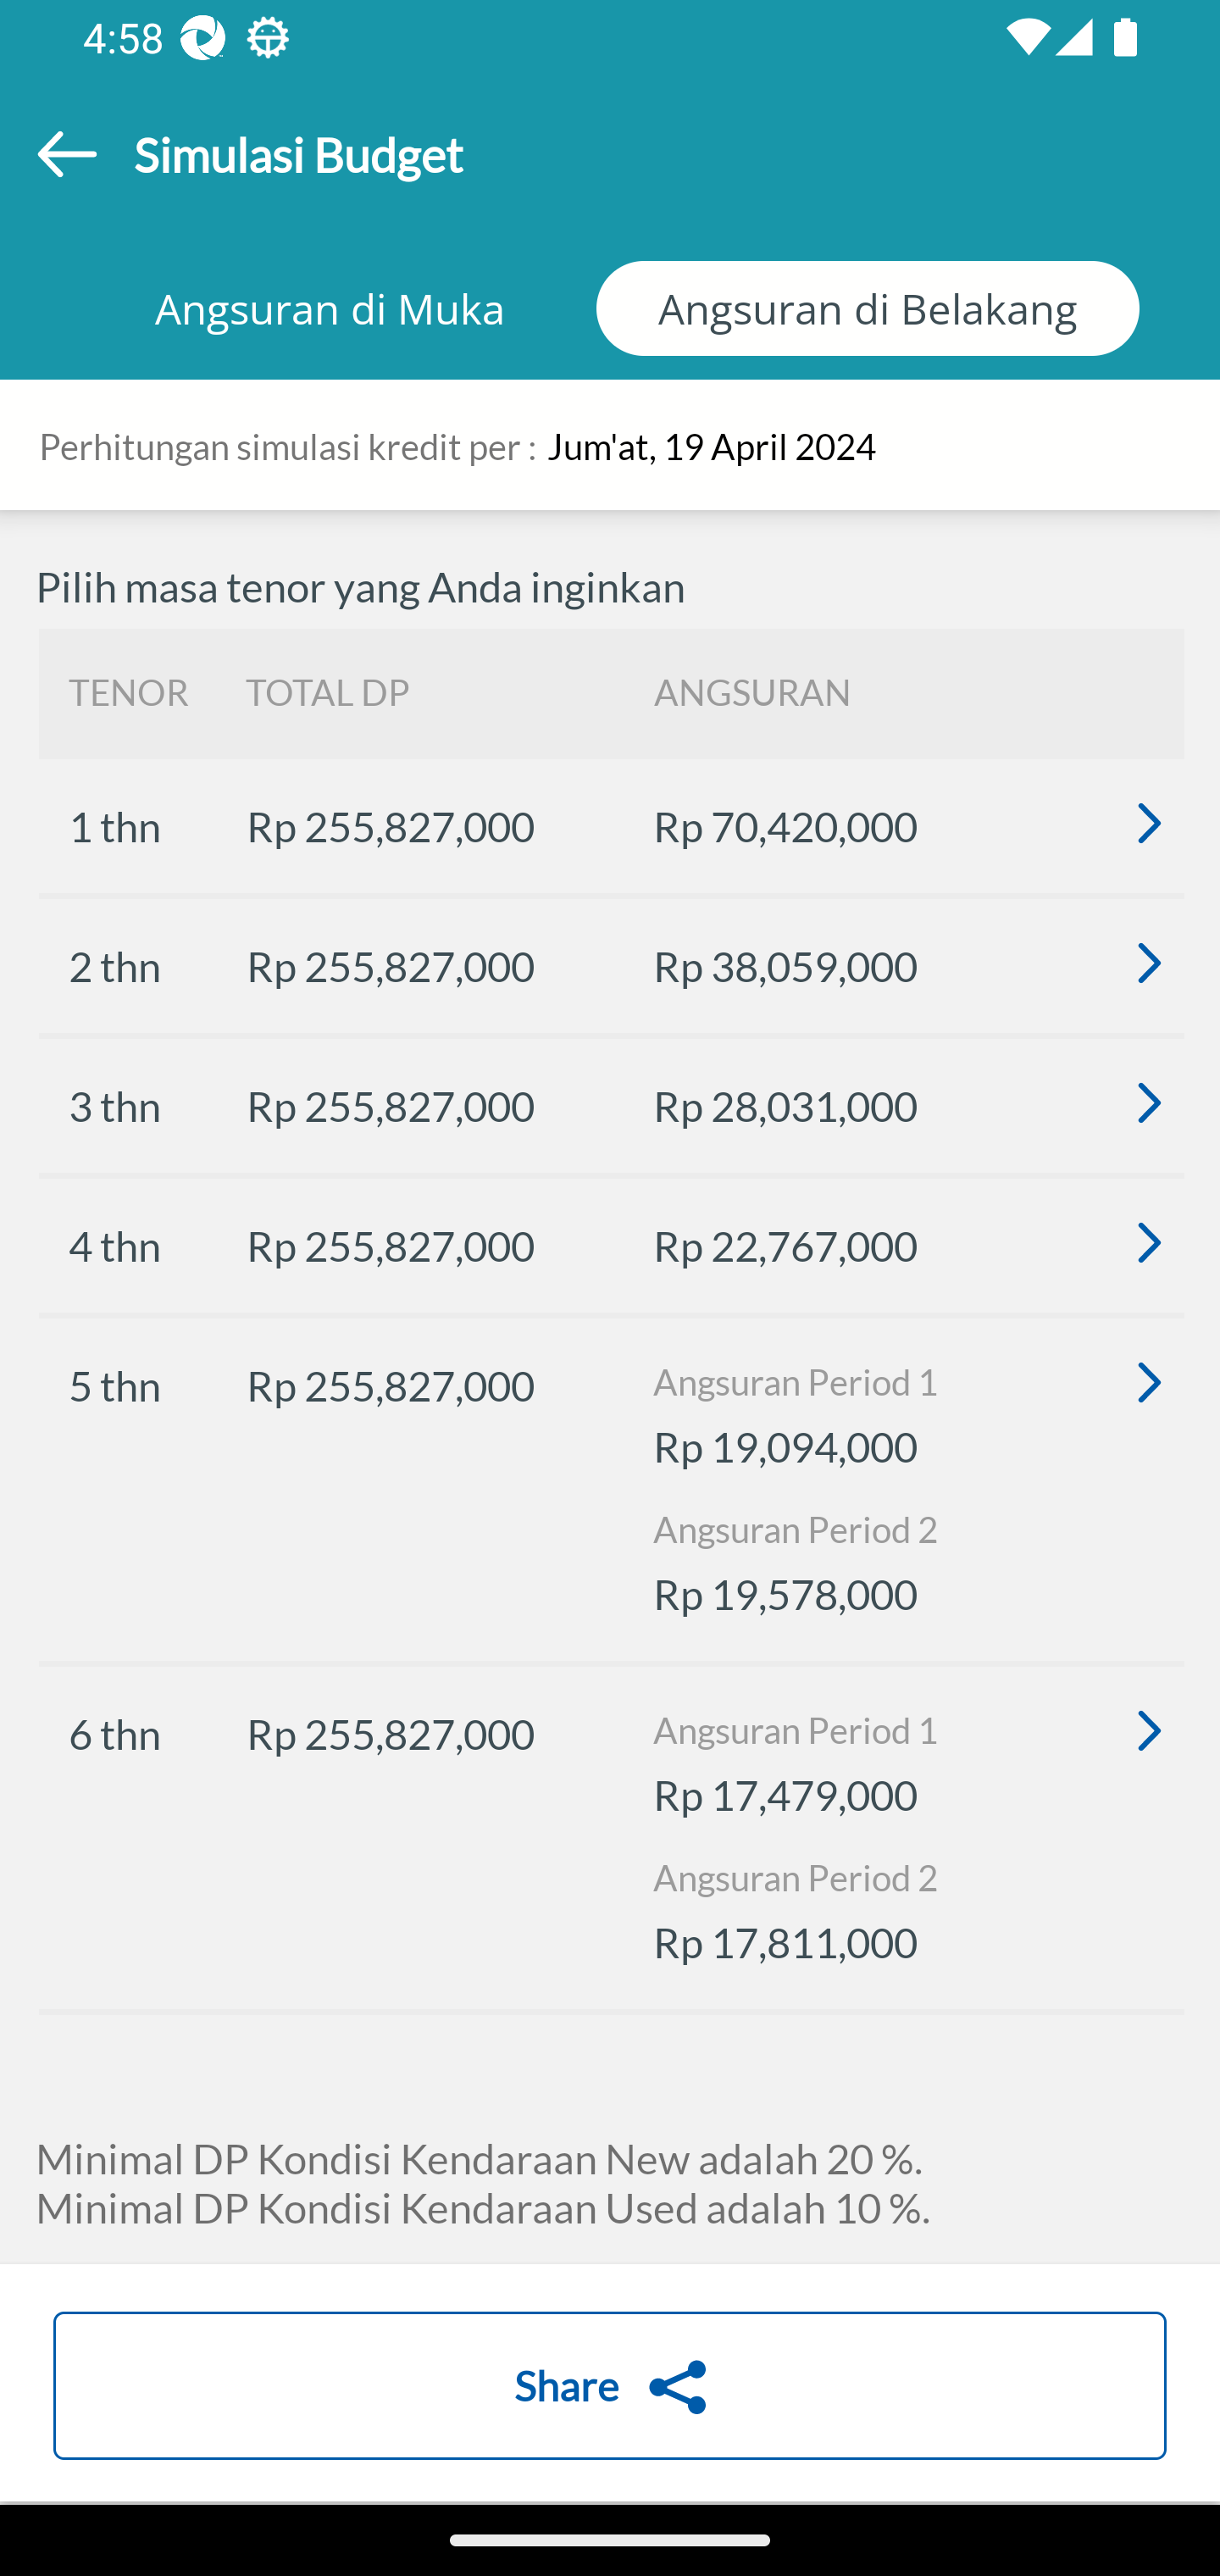 4:58
Simulasi Budget
Angsuran di Muka Angsuran di Belakang
Perhitungan simulasi kredit per : Jum'at, 19 April 2024
Pilih masa tenor yang Anda inginkan
TENOR TOTAL DP ANGSURAN
1 thn Rp 255,827,000 Rp 70,420,000
2 thn Rp 255,827,000 Rp 38,059,000
3 thn Rp 255,827,000 Rp 28,031,000
4 thn Rp 255,827,000 Rp 22,767,000
5 thn Rp 255,827,000 Angsuran Period 1
Rp 19,094,000
Angsuran Period 2
Rp 19,578,000
6 thn Rp 255,827,000 Angsuran Period 1
Rp 17,479,000
Angsuran Period 2
Rp 17,811,000
Minimal DP Kondisi Kendaraan New adalah 20 %.
Minimal DP Kondisi Kendaraan Used adalah 10 %.
Share